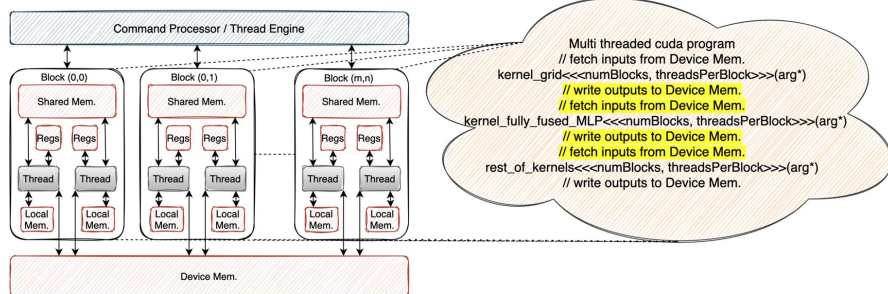 Command Processor / Thread Engine
Block (0,0)
Shared Mem.
Regs
Regs
Thread
Thread
Local Mem.
Local Mem.
Block (0,1)
Shared Mem.
Regs
Regs
Thread
Thread
Local Mem.
Local Mem.
Block (m,n)
Shared Mem.
Regs
Regs
Thread
Thread
Local Mem.
Local Mem.
Device Mem.
Multi threaded cuda program
// fetch inputs from Device Mem.
kernel_grid<<<numBlocks, threadsPerBlock>>>(arg*)
// write outputs to Device Mem.
// fetch inputs from Device Mem.
kernel_fully_fused_MLP<<<numBlocks, threadsPerBlock>>>(arg*)
// write outputs to Device Mem.
// fetch inputs from Device Mem.
rest_of_kernels<<<numBlocks, threadsPerBlock>>>(arg*)
// write outputs to Device Mem.